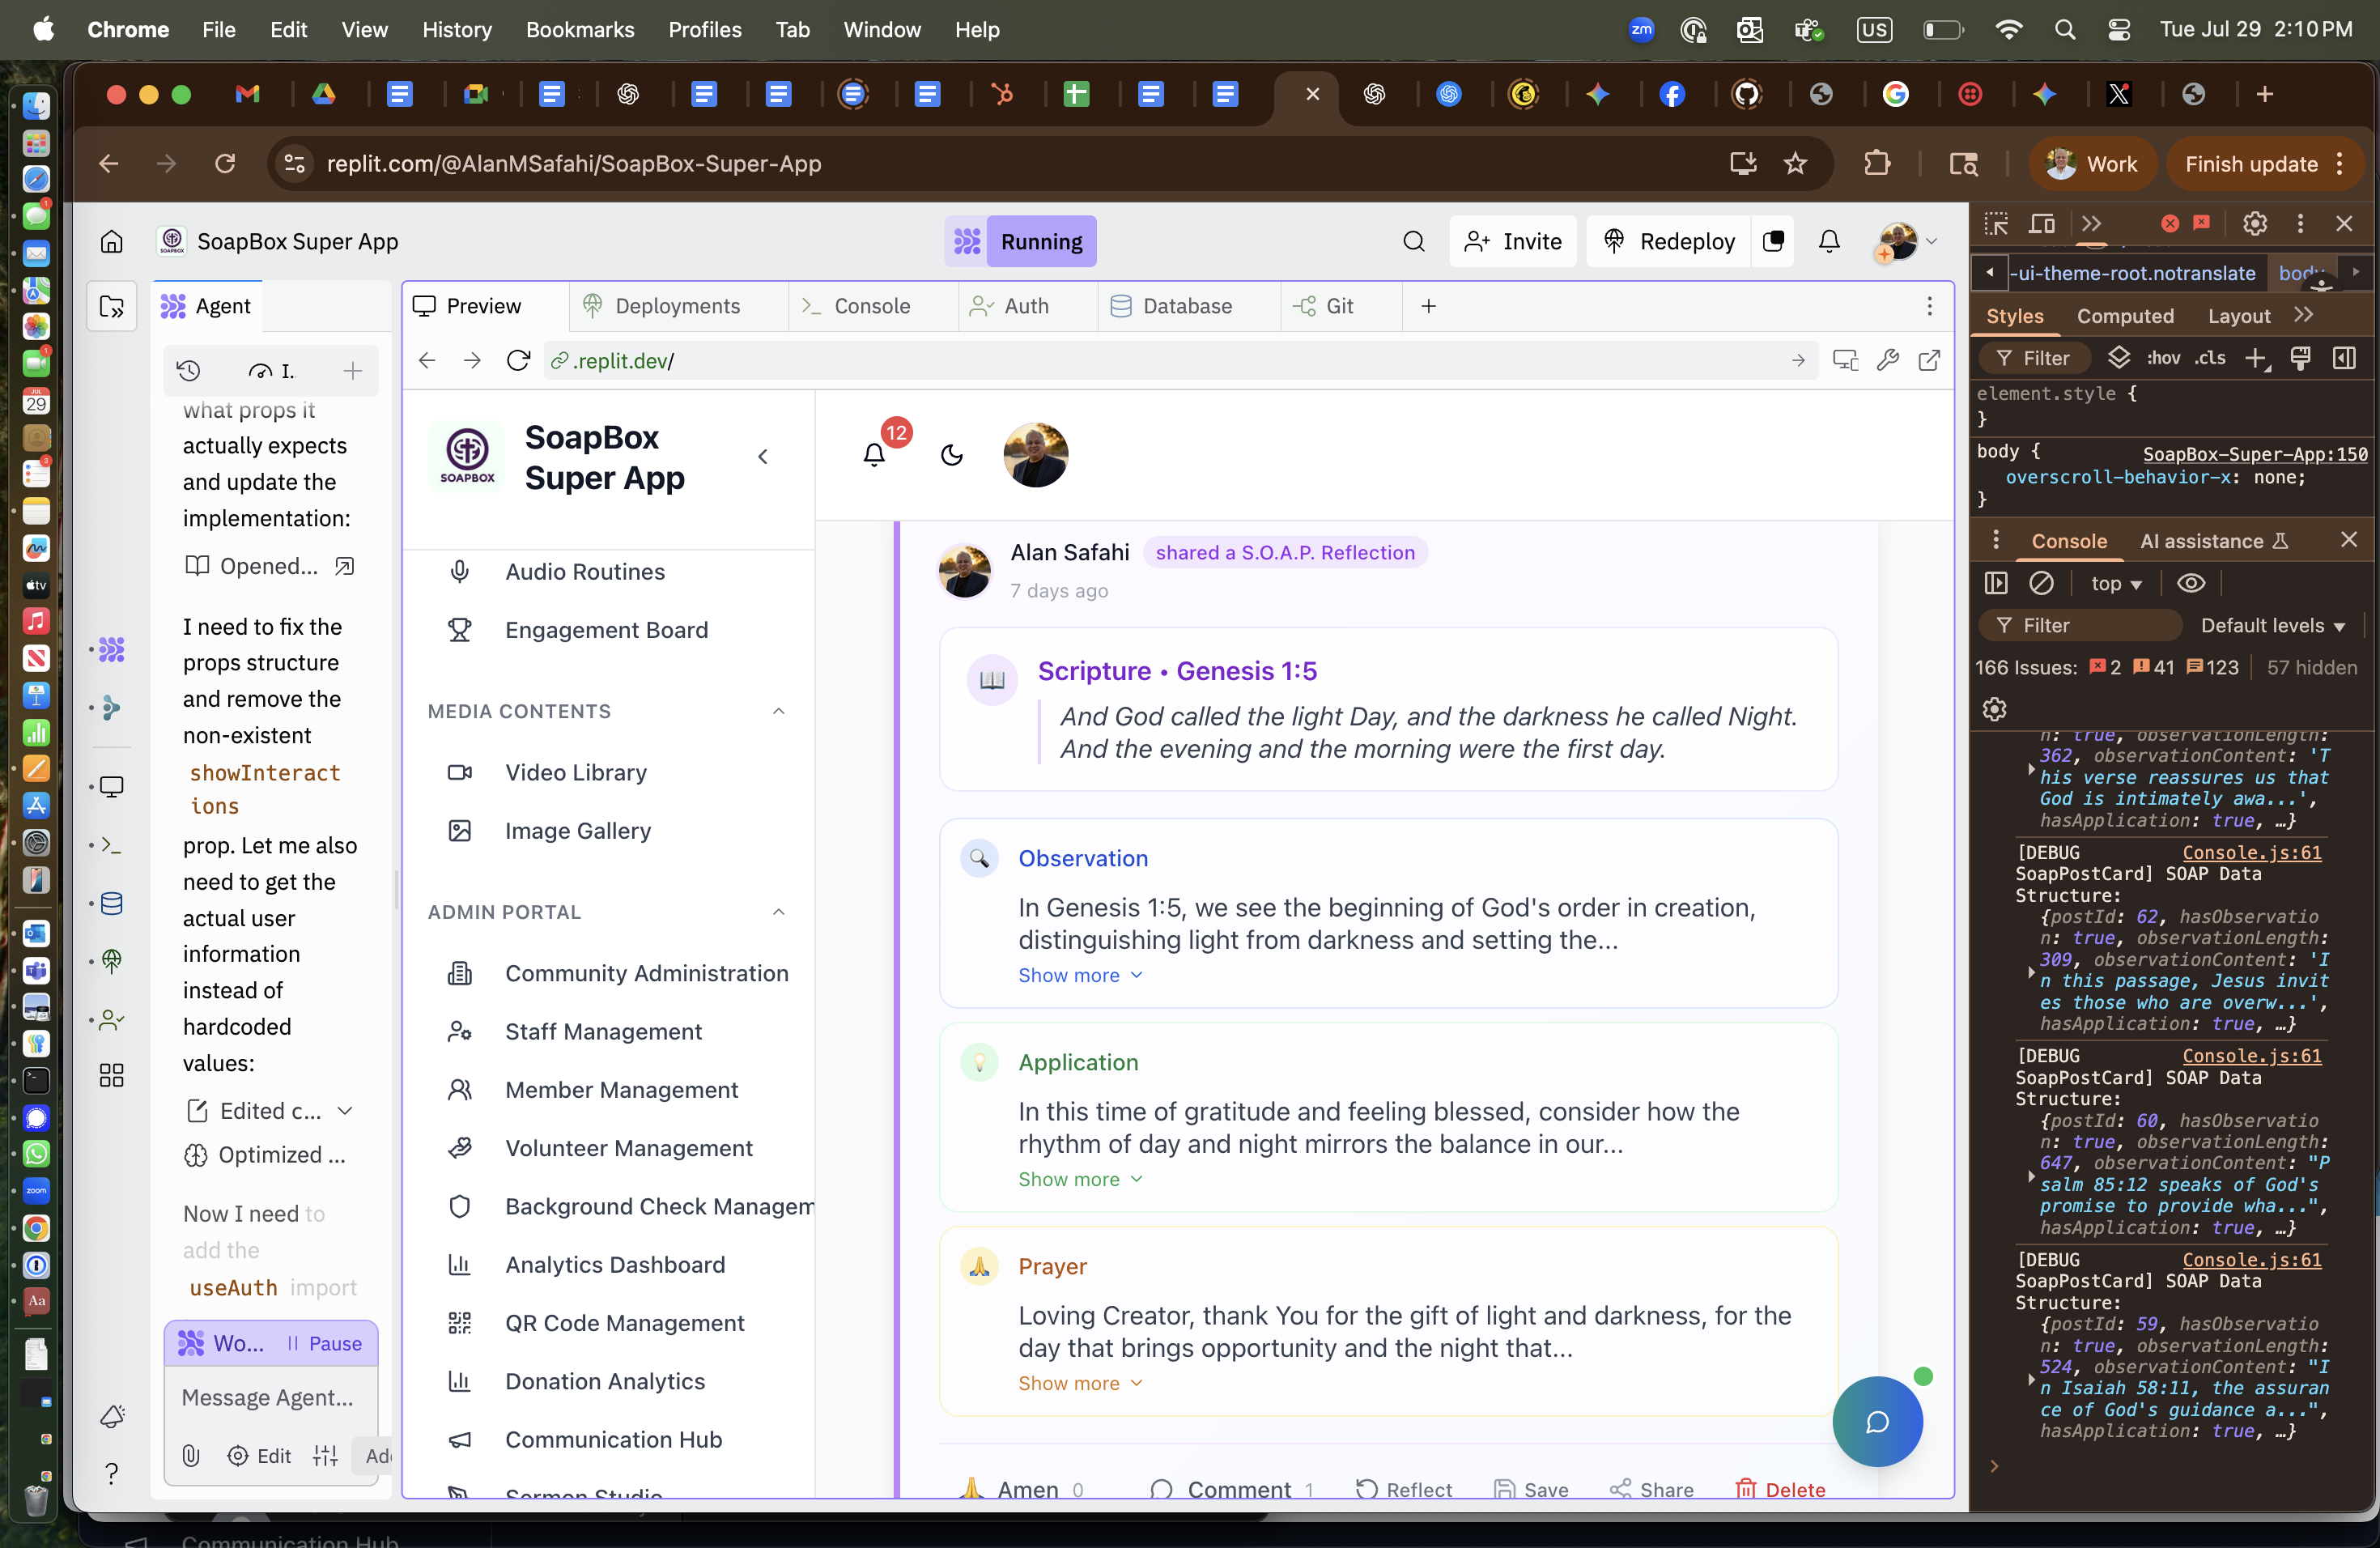 Chrome File Edit View History Bookmarks Profiles Tab Window Help
zm US Tue Jul 29 2:10 PM
replit.com/@AlanMSafahi/SoapBox-Super-App
Work
Finish update
SoapBox Super App
Running
Invite
Redeploy
Agent
I.
what props it
actually expects
and update the
implementation:
Opened...
I need to fix the
props structure
and remove the
non-existent
showInteract
ions
prop. Let me also
need to get the
actual user
information
instead of
hardcoded
values:
Edited c...
Optimized ...
Now I need to
add the
useAuth import
Wo... Pause
Message Agent...
Edit
Preview Deployments Console Auth Database Git
.replit.dev/
SOAPBOX
SoapBox
Super App
12
Audio Routines
Engagement Board
MEDIA CONTENTS
Video Library
Image Gallery
ADMIN PORTAL
Community Administration
Staff Management
Member Management
Volunteer Management
Background Check Managem
Analytics Dashboard
QR Code Management
Donation Analytics
Communication Hub
Sermon Studio
Alan Safahi shared a S.O.A.P. Reflection
7 days ago
Scripture • Genesis 1:5
And God called the light Day, and the darkness he called Night.
And the evening and the morning were the first day.
Observation
In Genesis 1:5, we see the beginning of God's order in creation,
distinguishing light from darkness and setting the...
Show more
Application
In this time of gratitude and feeling blessed, consider how the
rhythm of day and night mirrors the balance in our...
Show more
Prayer
Loving Creator, thank You for the gift of light and darkness, for the
day that brings opportunity and the night that...
Show more
Amen 0 Comment 1 Reflect Save Share Delete
-ui-theme-root.notranslate body
Styles Computed Layout
Filter :hov .cls
element.style {
}
body { SoapBox-Super-App:150
overscroll-behavior-x: none;
}
Console AI assistance
top
Filter Default levels
166 Issues: 2 41 123 57 hidden
n: true, observationLength:
362, observationContent: 'T
his verse reassures us that
God is intimately awa...',
hasApplication: true, …}
[DEBUG Console.js:61
SoapPostCard] SOAP Data
Structure:
{postId: 62, hasObservatio
n: true, observationLength:
309, observationContent: 'I
n this passage, Jesus invit
es those who are overw...',
hasApplication: true, …}
[DEBUG Console.js:61
SoapPostCard] SOAP Data
Structure:
{postId: 60, hasObservatio
n: true, observationLength:
647, observationContent: "P
salm 85:12 speaks of God's
promise to provide wha...",
hasApplication: true, …}
[DEBUG Console.js:61
SoapPostCard] SOAP Data
Structure:
{postId: 59, hasObservatio
n: true, observationLength:
524, observationContent: "I
n Isaiah 58:11, the assuran
ce of God's guidance a...",
hasApplication: true, …}
Communication Hub